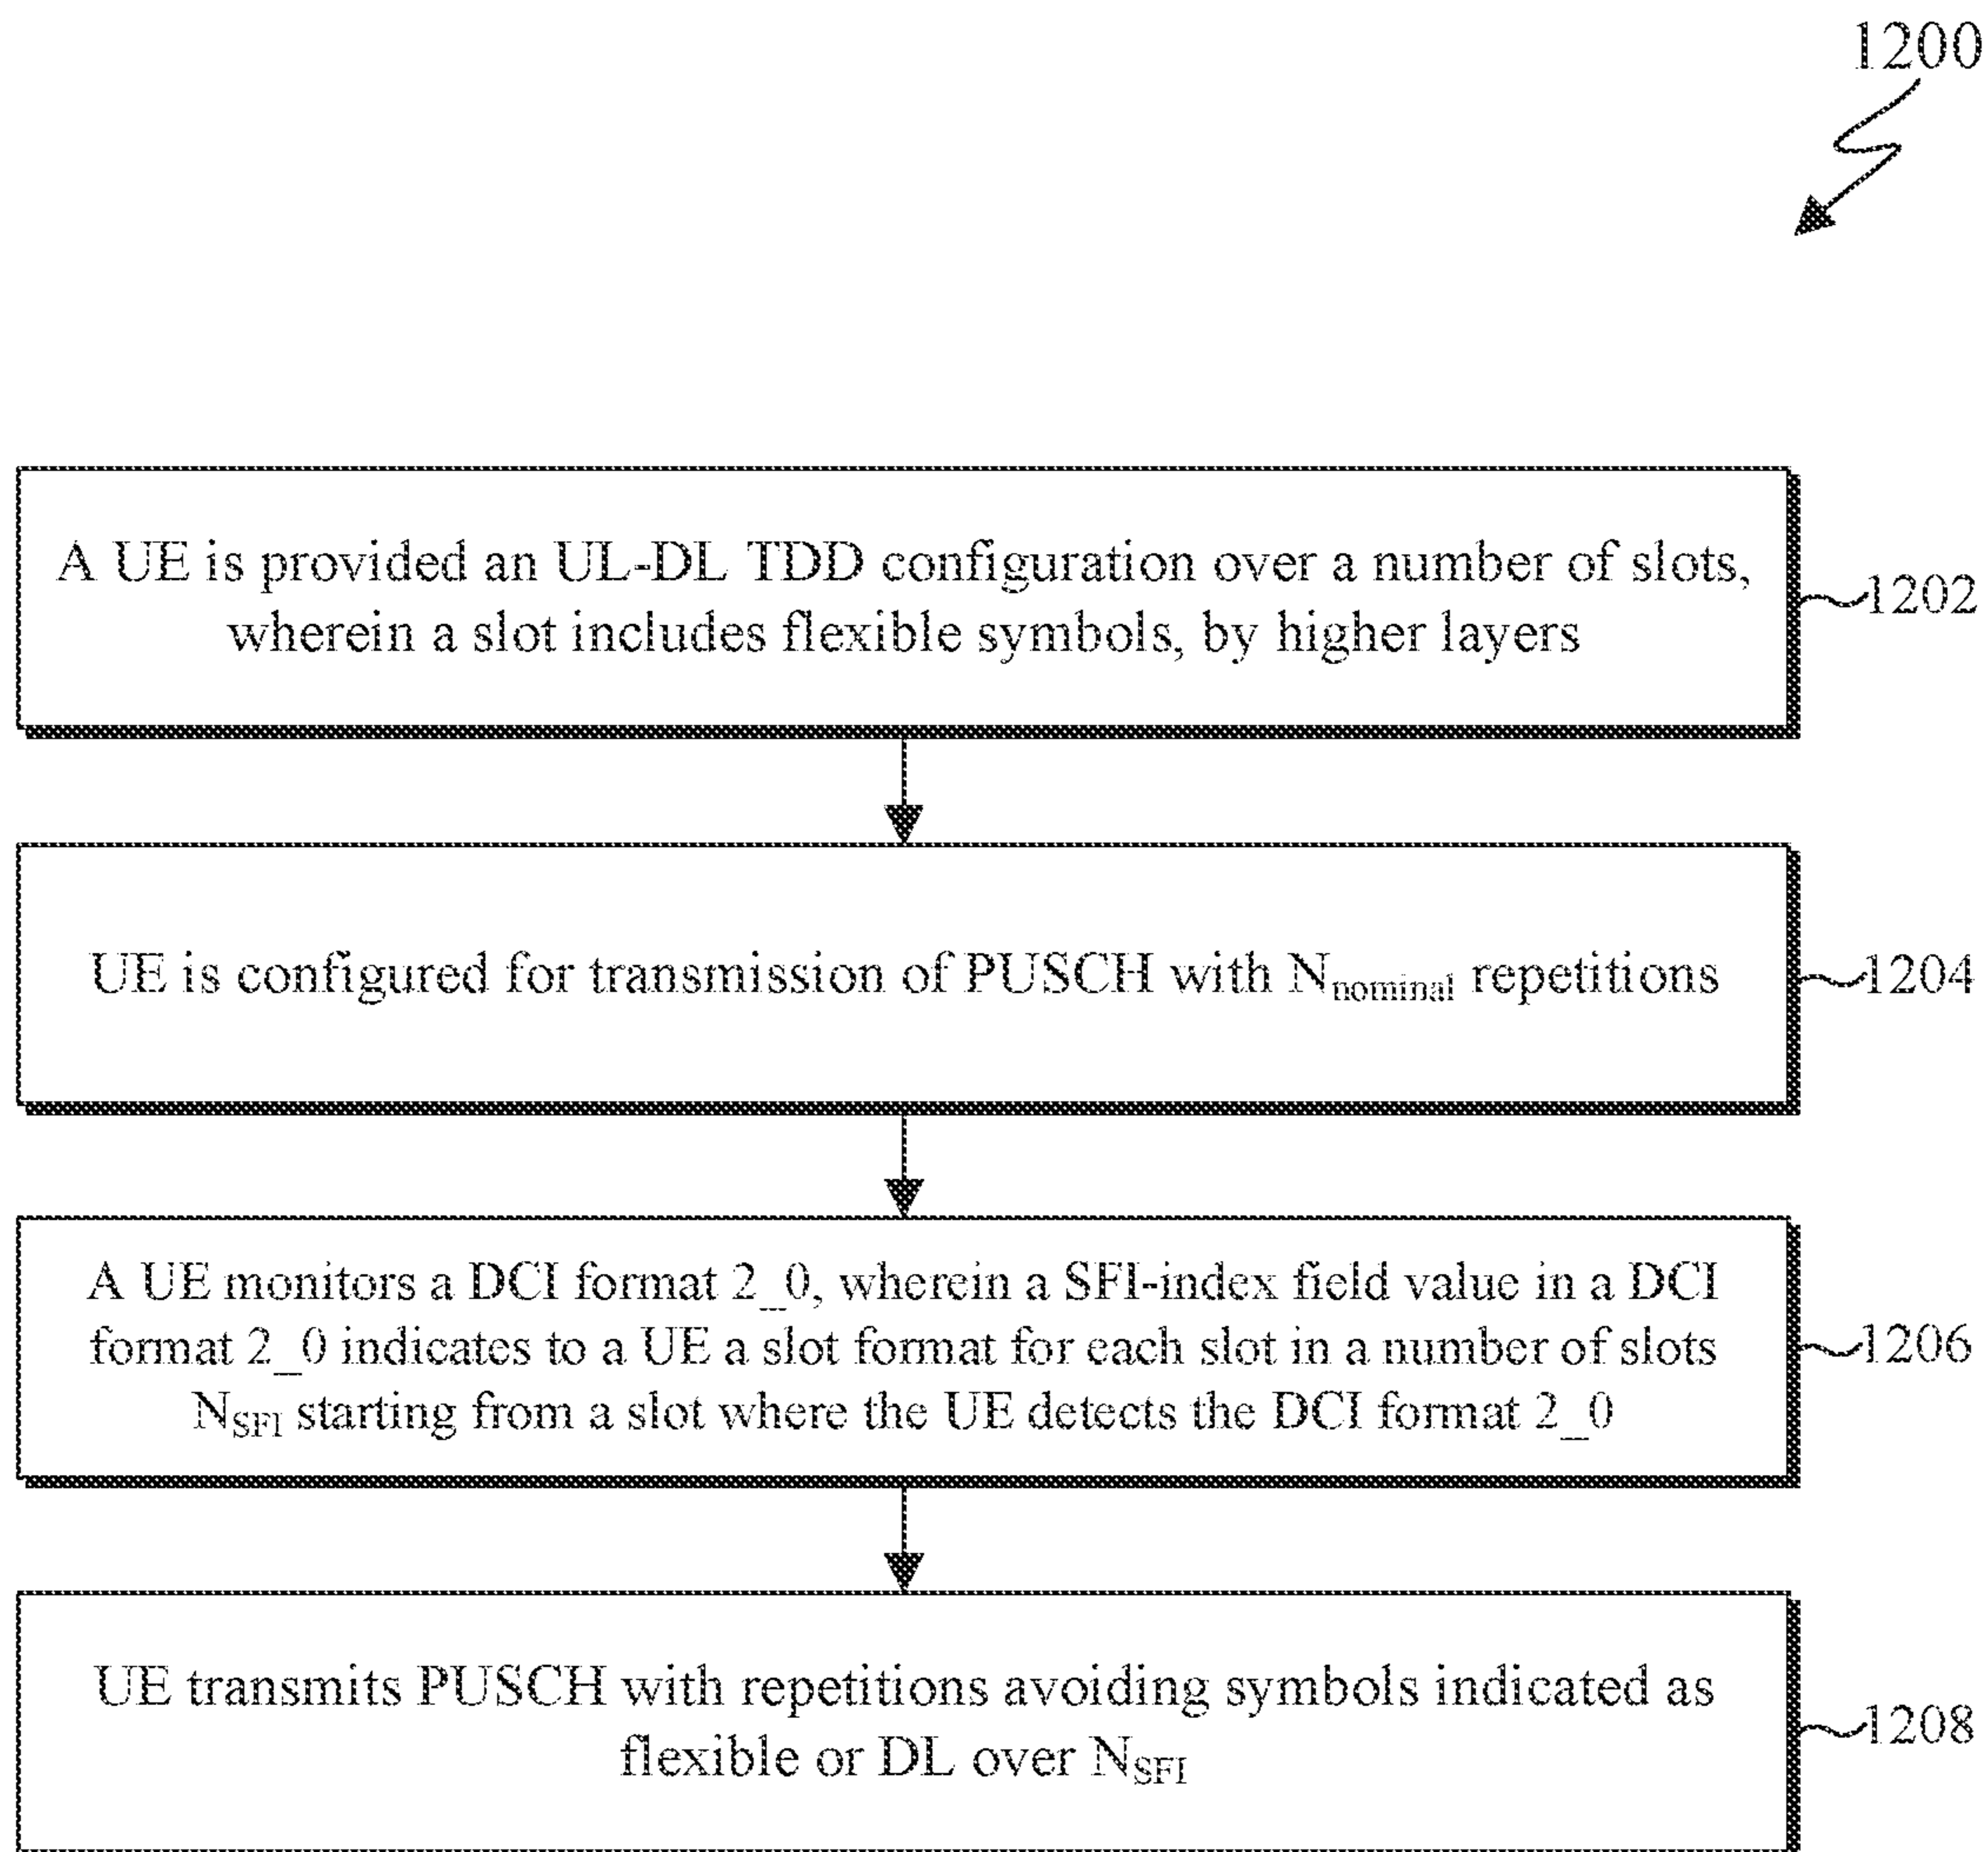 1200
A UE is provided an UL-DL TDD configuration over a number of slots,
wherein a slot includes flexible symbols, by higher layers
1202
UE is configured for transmission of PUSCH with Nnominal repetitions
1204
A UE monitors a DCI format 2_0, wherein a SFI-index field value in a DCI
format 2_0 indicates to a UE a slot format for each slot in a number of slots
NSFI starting from a slot where the UE detects the DCI format 2_0
1206
UE transmits PUSCH with repetitions avoiding symbols indicated as
flexible or DL over NSFI
1208